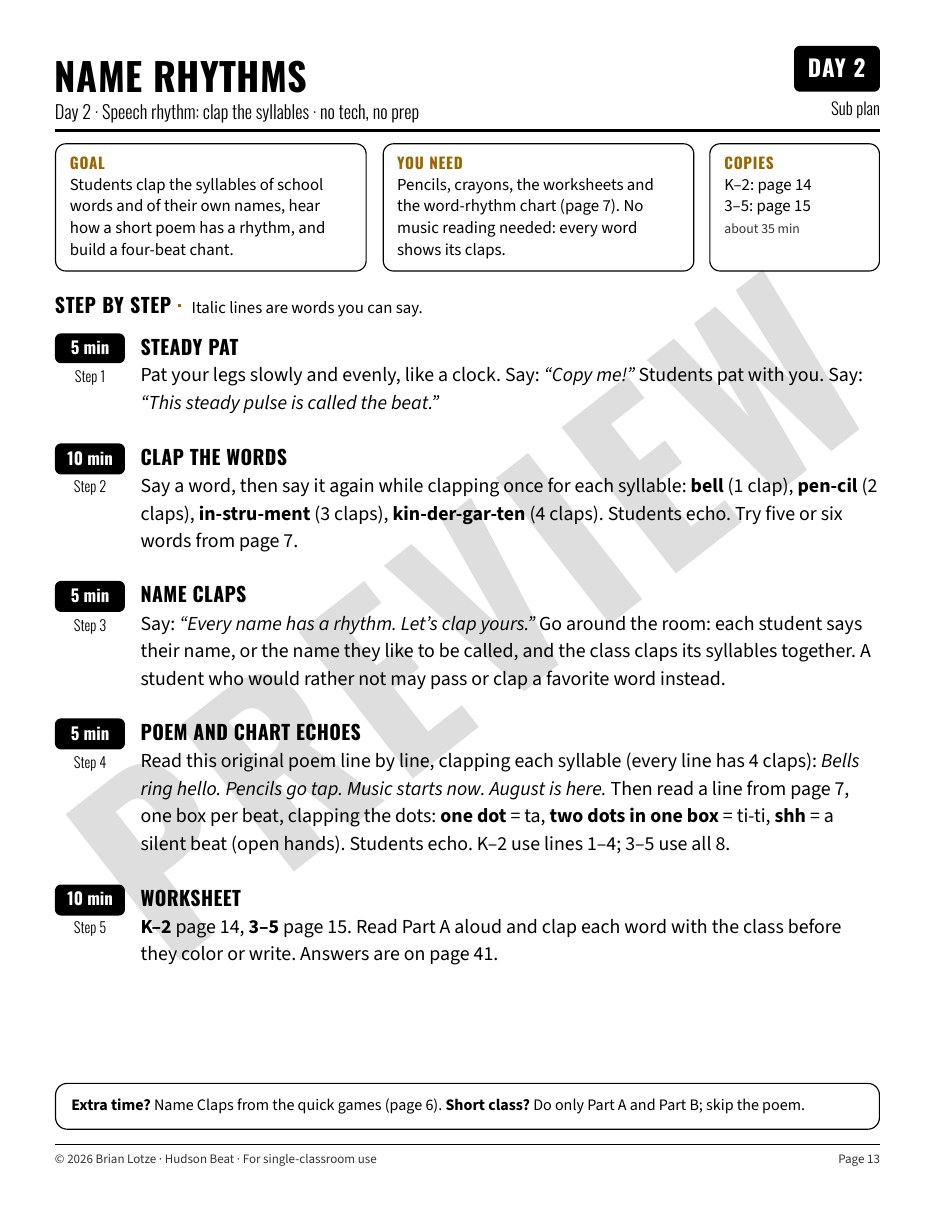 NAME RHYTHMS
DAY 2
Day 2 · Speech rhythm: clap the syllables · no tech, no prep
Sub plan
GOAL
Students clap the syllables of school
words and of their own names, hear
how a short poem has a rhythm, and
build a four-beat chant.
YOU NEED
Pencils, crayons, the worksheets and
the word-rhythm chart (page 7). No
music reading needed: every word
shows its claps.
COPIES
K–2: page 14
3–5: page 15
about 35 min
STEP BY STEP · Italic lines are words you can say.
5 min
Step 1
STEADY PAT
Pat your legs slowly and evenly, like a clock. Say: “Copy me!” Students pat with you. Say:
“This steady pulse is called the beat.”
10 min
Step 2
CLAP THE WORDS
Say a word, then say it again while clapping once for each syllable: bell (1 clap), pen-cil (2
claps), in-stru-ment (3 claps), kin-der-gar-ten (4 claps). Students echo. Try five or six
words from page 7.
5 min
Step 3
NAME CLAPS
Say: “Every name has a rhythm. Let’s clap yours.” Go around the room: each student says
their name, or the name they like to be called, and the class claps its syllables together. A
student who would rather not may pass or clap a favorite word instead.
5 min
Step 4
POEM AND CHART ECHOES
Read this original poem line by line, clapping each syllable (every line has 4 claps): Bells
ring hello. Pencils go tap. Music starts now. August is here. Then read a line from page 7,
one box per beat, clapping the dots: one dot = ta, two dots in one box = ti-ti, shh = a
silent beat (open hands). Students echo. K–2 use lines 1–4; 3–5 use all 8.
10 min
Step 5
WORKSHEET
K–2 page 14, 3–5 page 15. Read Part A aloud and clap each word with the class before
they color or write. Answers are on page 41.
Extra time? Name Claps from the quick games (page 6). Short class? Do only Part A and Part B; skip the poem.
© 2026 Brian Lotze · Hudson Beat · For single-classroom use
Page 13
PREVIEW